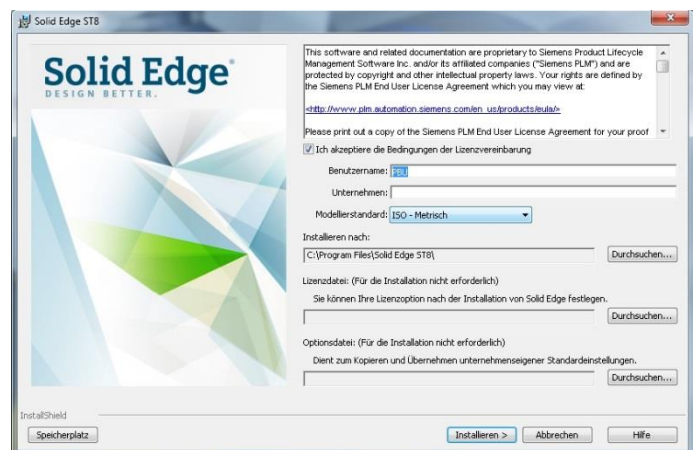 Solid Edge ST8
Solid Edge
DESIGN BETTER.
This software and related documentation are proprietary to Siemens Product Lifecycle
Management Software Inc. and/or its affiliated companies ("Siemens PLM") and are
protected by copyright and other intellectual property laws. Your rights are defined by
the Siemens PLM End User License Agreement which you may view at:
<http://www.plm.automation.siemens.com/en_us/products/eula/>
Please print out a copy of the Siemens PLM End User License Agreement for your proof
Ich akzeptiere die Bedingungen der Lizenzvereinbarung
Benutzername: PBU
Unternehmen:
Modellierstandard: ISO - Metrisch
Installieren nach:
C:\Program Files\Solid Edge ST8\ Durchsuchen...
Lizenzdatei: (Für die Installation nicht erforderlich)
Sie können Ihre Lizenzoption nach der Installation von Solid Edge festlegen.
Durchsuchen...
Optionsdatei: (Für die Installation nicht erforderlich)
Dient zum Kopieren und Übernehmen unternehmenseigener Standardeinstellungen.
Durchsuchen...
InstallShield
Speicherplatz Installieren > Abbrechen Hilfe